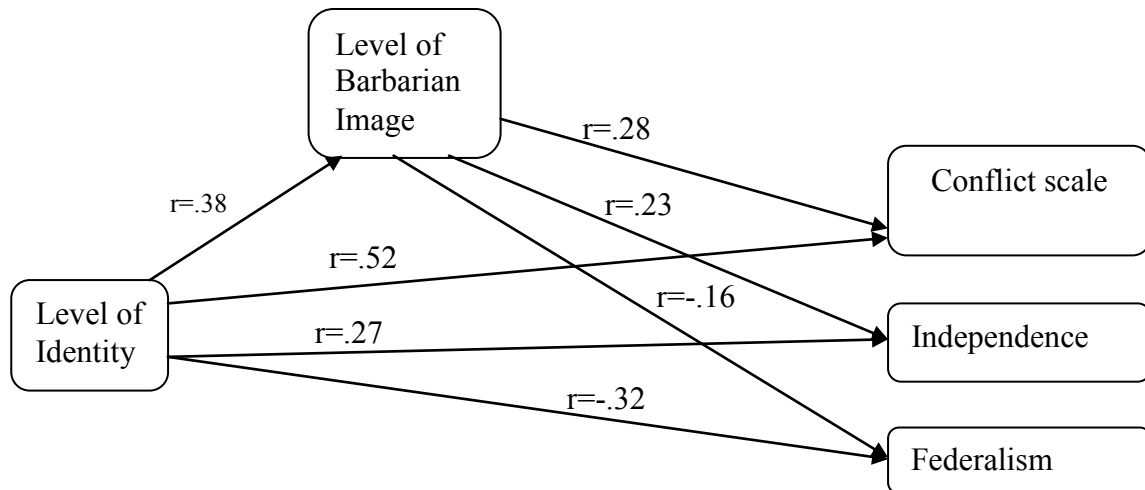 Level of
Barbarian
Image
r=.28
Conflict scale
r=.38
r=.23
r=.52
r=-.16
Level of
Identity
r=.27
Independence
r=-.32
Federalism